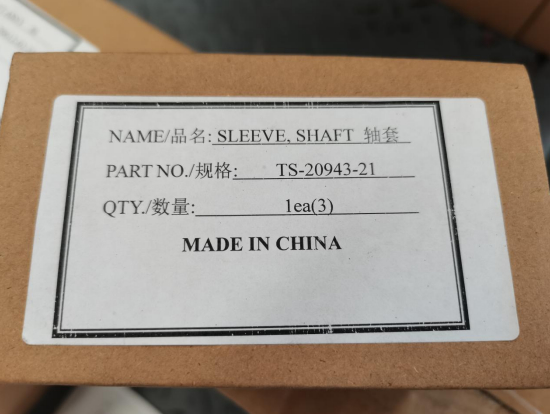 NAME/品名: SLEEVE, SHAFT 轴套
PART NO./规格: TS-20943-21
QTY./数量: 1ea(3)
MADE IN CHINA